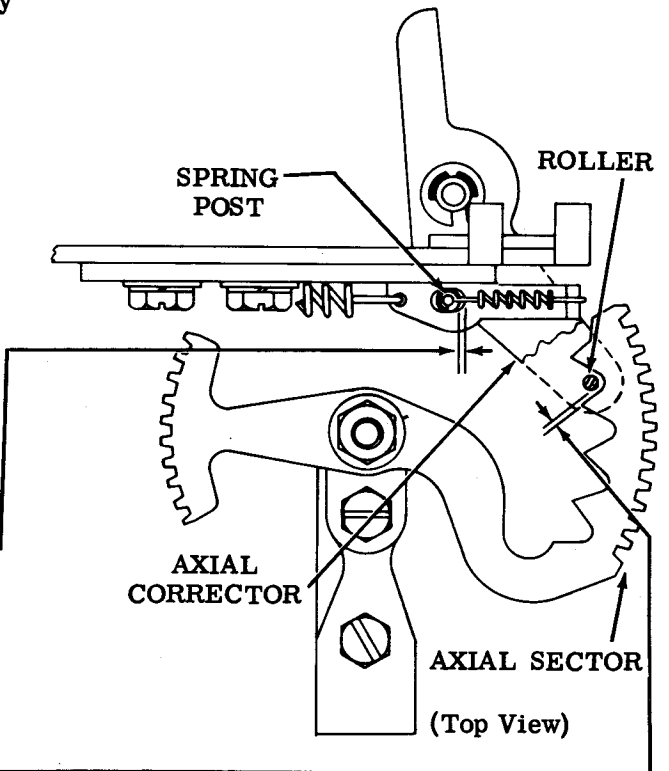 y
SPRING
POST
ROLLER
AXIAL
CORRECTOR
AXIAL SECTOR
(Top View)